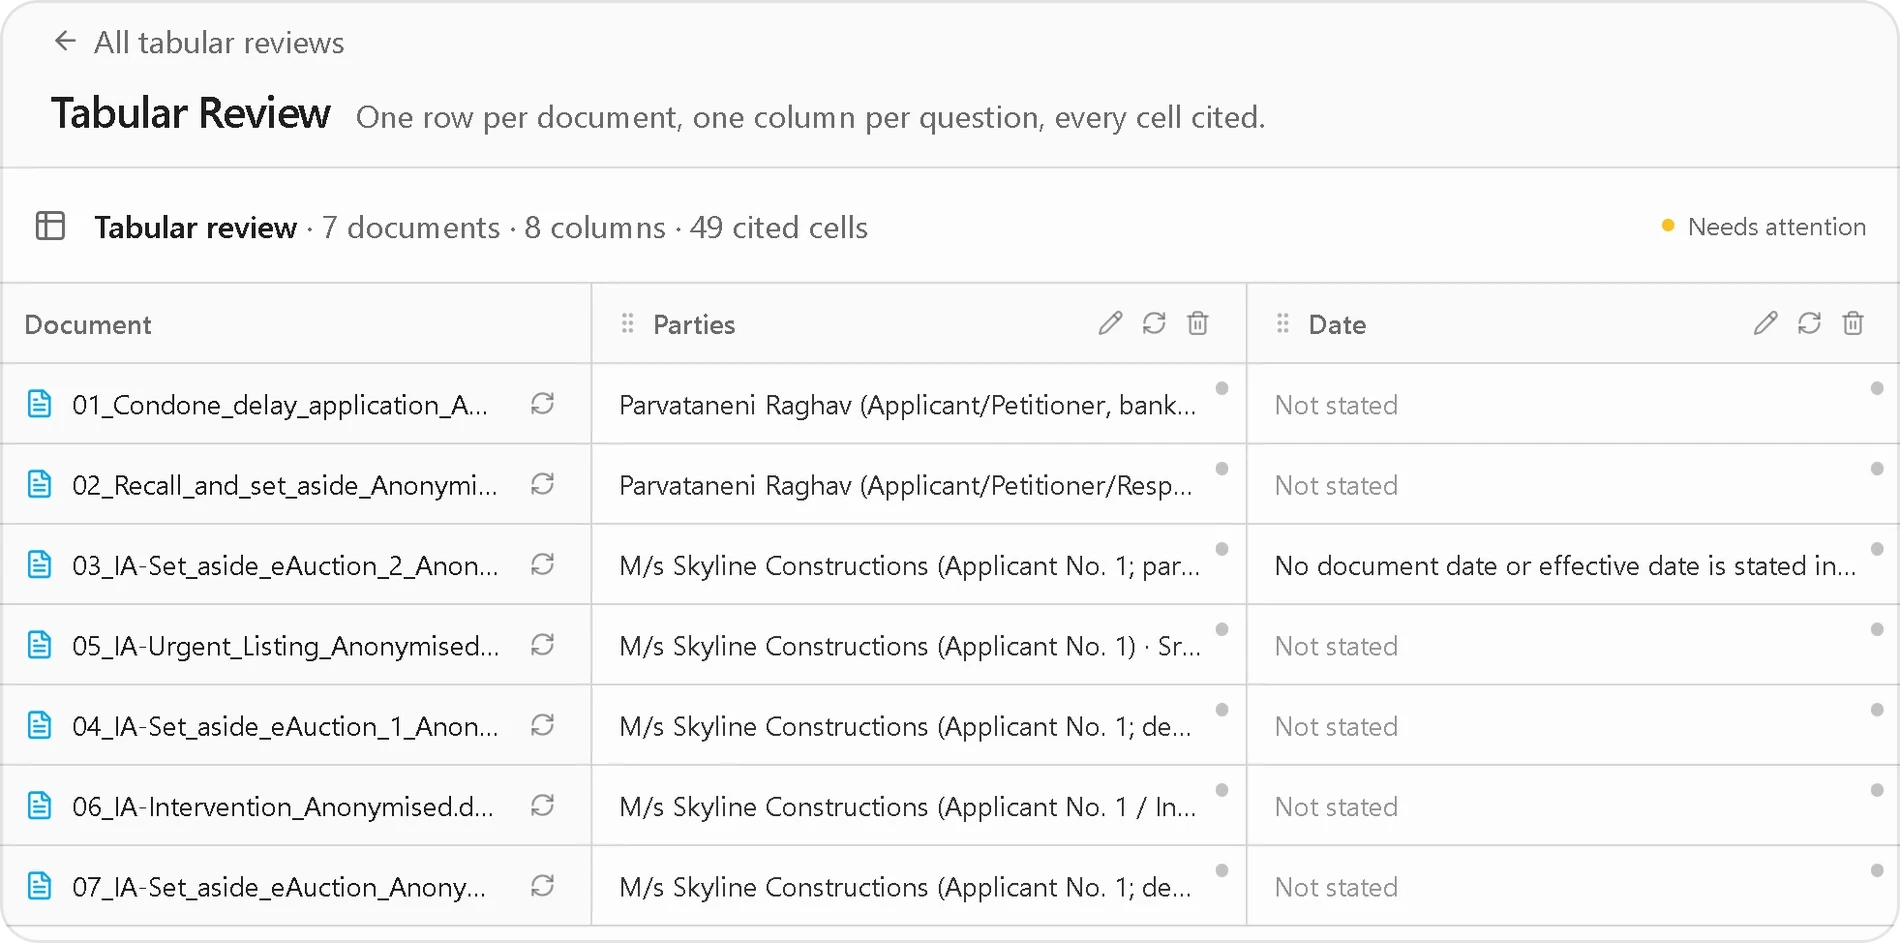 ← All tabular reviews
Tabular Review One row per document, one column per question, every cell cited.
Tabular review · 7 documents · 8 columns · 49 cited cells Needs attention
Document Parties Date
01_Condone_delay_application_A... Parvataneni Raghav (Applicant/Petitioner, bank... Not stated
02_Recall_and_set_aside_Anonymi... Parvataneni Raghav (Applicant/Petitioner/Resp... Not stated
03_IA-Set_aside_eAuction_2_Anon... M/s Skyline Constructions (Applicant No. 1; par... No document date or effective date is stated in...
05_IA-Urgent_Listing_Anonymised... M/s Skyline Constructions (Applicant No. 1) · Sr... Not stated
04_IA-Set_aside_eAuction_1_Anon... M/s Skyline Constructions (Applicant No. 1; de... Not stated
06_IA-Intervention_Anonymised.d... M/s Skyline Constructions (Applicant No. 1 / In... Not stated
07_IA-Set_aside_eAuction_Anony... M/s Skyline Constructions (Applicant No. 1; de... Not stated